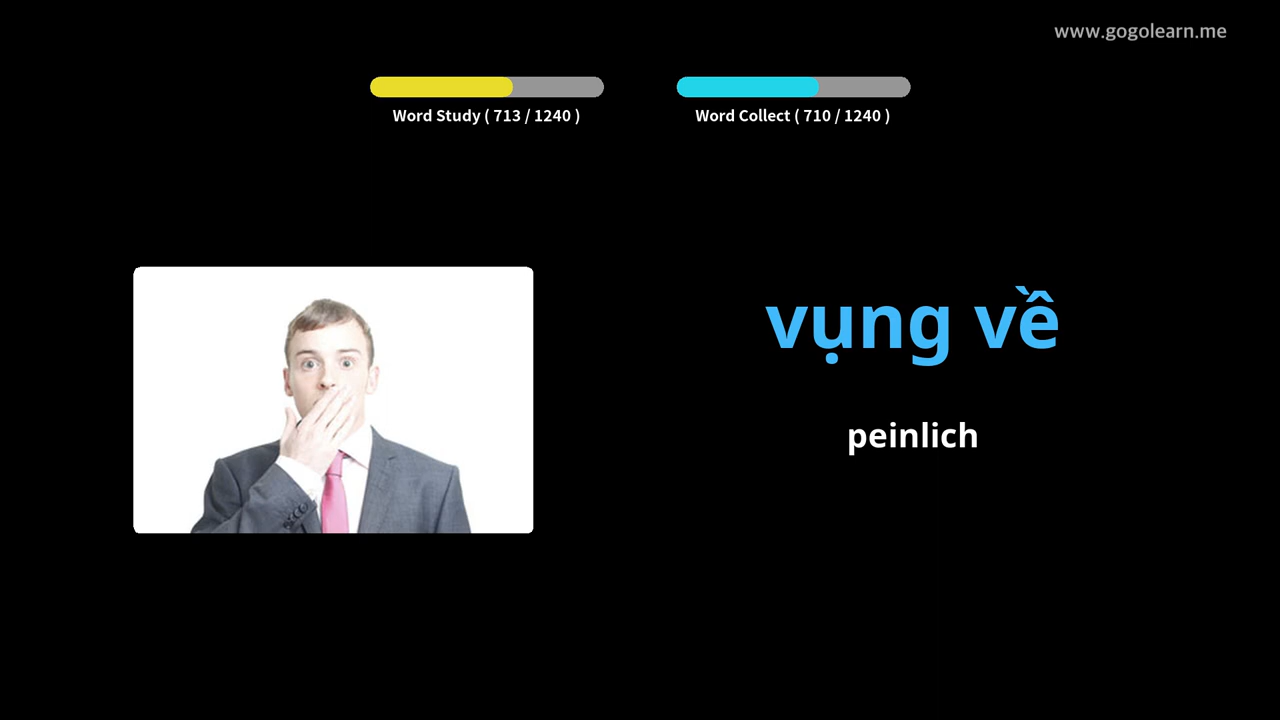 www.gogolearn.me
Word Study ( 713 / 1240 )
Word Collect ( 710 / 1240 )
vụng về
peinlich